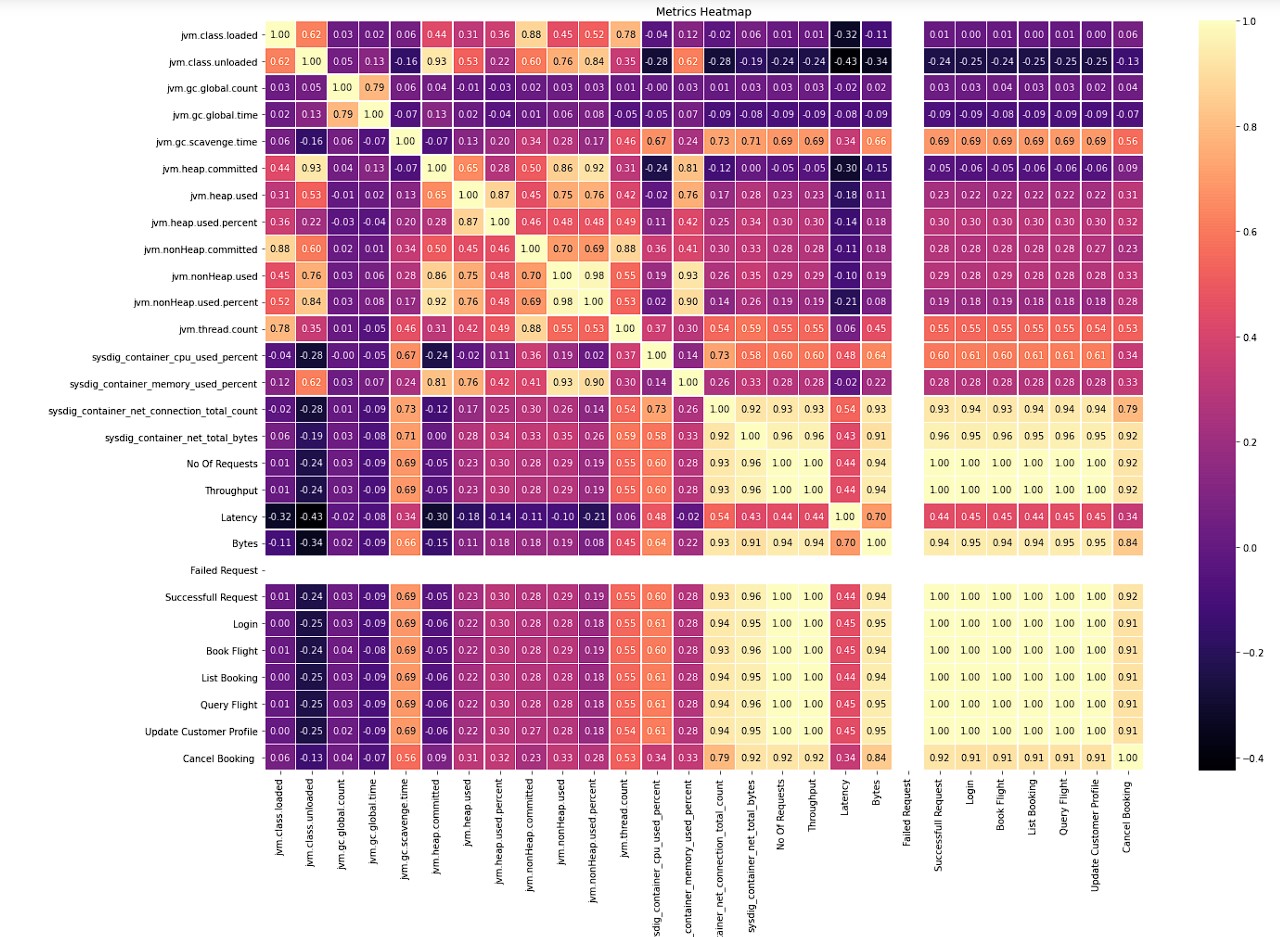 Metrics Heatmap
jvm.class.loaded 1.00 0.62 0.03 0.02 0.06 0.44 0.31 0.36 0.88 0.45 0.52 0.78 -0.04 0.12 -0.02 0.06 0.01 0.01 -0.32 -0.11 0.01 0.00 0.01 0.00 0.01 0.00 0.06
jvm.class.unloaded 0.62 1.00 0.05 0.13 -0.16 0.93 0.53 0.22 0.60 0.76 0.84 0.35 -0.28 0.62 -0.28 -0.19 -0.24 -0.24 -0.43 -0.34 -0.24 -0.25 -0.24 -0.25 -0.25 -0.25 -0.13
jvm.gc.global.count 0.03 0.05 1.00 0.79 0.06 0.04 -0.01 -0.03 0.02 0.03 0.03 0.01 -0.00 0.03 0.01 0.03 0.03 0.03 -0.02 0.02 0.03 0.03 0.04 0.03 0.03 0.02 0.04
jvm.gc.global.time 0.02 0.13 0.79 1.00 -0.07 0.13 0.02 -0.04 0.01 0.06 0.08 -0.05 -0.05 0.07 -0.09 -0.08 -0.09 -0.09 -0.08 -0.09 -0.09 -0.09 -0.08 -0.09 -0.09 -0.09 -0.07
jvm.gc.scavenge.time 0.06 -0.16 0.06 -0.07 1.00 -0.07 0.13 0.20 0.34 0.28 0.17 0.46 0.67 0.24 0.73 0.71 0.69 0.69 0.34 0.66 0.69 0.69 0.69 0.69 0.69 0.69 0.56
jvm.heap.committed 0.44 0.93 0.04 0.13 -0.07 1.00 0.65 0.28 0.50 0.86 0.92 0.31 -0.24 0.81 -0.12 0.00 -0.05 -0.05 -0.30 -0.15 -0.05 -0.06 -0.05 -0.06 -0.06 -0.06 0.09
jvm.heap.used 0.31 0.53 -0.01 0.02 0.13 0.65 1.00 0.87 0.45 0.75 0.76 0.42 -0.02 0.76 0.17 0.28 0.23 0.23 -0.18 0.11 0.23 0.22 0.22 0.22 0.22 0.22 0.31
jvm.heap.used.percent 0.36 0.22 -0.03 -0.04 0.20 0.28 0.87 1.00 0.46 0.48 0.48 0.49 0.11 0.42 0.25 0.34 0.30 0.30 -0.14 0.18 0.30 0.30 0.30 0.30 0.30 0.30 0.32
jvm.nonHeap.committed 0.88 0.60 0.02 0.01 0.34 0.50 0.45 0.46 1.00 0.70 0.69 0.88 0.36 0.41 0.30 0.33 0.28 0.28 -0.11 0.18 0.28 0.28 0.28 0.28 0.28 0.27 0.23
jvm.nonHeap.used 0.45 0.76 0.03 0.06 0.28 0.86 0.75 0.48 0.70 1.00 0.98 0.55 0.19 0.93 0.26 0.35 0.29 0.29 -0.10 0.19 0.29 0.28 0.29 0.28 0.28 0.28 0.33
jvm.nonHeap.used.percent 0.52 0.84 0.03 0.08 0.17 0.92 0.76 0.48 0.69 0.98 1.00 0.53 0.02 0.90 0.14 0.26 0.19 0.19 -0.21 0.08 0.19 0.18 0.19 0.18 0.18 0.18 0.28
jvm.thread.count 0.78 0.35 0.01 -0.05 0.46 0.31 0.42 0.49 0.88 0.55 0.53 1.00 0.37 0.30 0.54 0.59 0.55 0.55 0.06 0.45 0.55 0.55 0.55 0.55 0.55 0.54 0.53
sysdig_container_cpu_used_percent -0.04 -0.28 -0.00 -0.05 0.67 -0.24 -0.02 0.11 0.36 0.19 0.02 0.37 1.00 0.14 0.73 0.58 0.60 0.60 0.48 0.64 0.60 0.61 0.60 0.61 0.61 0.61 0.34
sysdig_container_memory_used_percent 0.12 0.62 0.03 0.07 0.24 0.81 0.76 0.42 0.41 0.93 0.90 0.30 0.14 1.00 0.26 0.33 0.28 0.28 -0.02 0.22 0.28 0.28 0.28 0.28 0.28 0.28 0.33
sysdig_container_net_connection_total_count -0.02 -0.28 0.01 -0.09 0.73 -0.12 0.17 0.25 0.30 0.26 0.14 0.54 0.73 0.26 1.00 0.92 0.93 0.93 0.54 0.93 0.93 0.94 0.93 0.94 0.94 0.94 0.79
sysdig_container_net_total_bytes 0.06 -0.19 0.03 -0.08 0.71 0.00 0.28 0.34 0.33 0.35 0.26 0.59 0.58 0.33 0.92 1.00 0.96 0.96 0.43 0.91 0.96 0.95 0.96 0.95 0.96 0.95 0.92
No Of Requests 0.01 -0.24 0.03 -0.09 0.69 -0.05 0.23 0.30 0.28 0.29 0.19 0.55 0.60 0.28 0.93 0.96 1.00 1.00 0.44 0.94 1.00 1.00 1.00 1.00 1.00 1.00 0.92
Throughput 0.01 -0.24 0.03 -0.09 0.69 -0.05 0.23 0.30 0.28 0.29 0.19 0.55 0.60 0.28 0.93 0.96 1.00 1.00 0.44 0.94 1.00 1.00 1.00 1.00 1.00 1.00 0.92
Latency -0.32 -0.43 -0.02 -0.08 0.34 -0.30 -0.18 -0.14 -0.11 -0.10 -0.21 0.06 0.48 -0.02 0.54 0.43 0.44 0.44 1.00 0.70 0.44 0.45 0.45 0.44 0.45 0.45 0.34
Bytes -0.11 -0.34 0.02 -0.09 0.66 -0.15 0.11 0.18 0.18 0.19 0.08 0.45 0.64 0.22 0.93 0.91 0.94 0.94 0.70 1.00 0.94 0.95 0.94 0.94 0.95 0.95 0.84
Failed Request
Successfull Request 0.01 -0.24 0.03 -0.09 0.69 -0.05 0.23 0.30 0.28 0.29 0.19 0.55 0.60 0.28 0.93 0.96 1.00 1.00 0.44 0.94 1.00 1.00 1.00 1.00 1.00 1.00 0.92
Login 0.00 -0.25 0.03 -0.09 0.69 -0.06 0.22 0.30 0.28 0.28 0.18 0.55 0.61 0.28 0.94 0.95 1.00 1.00 0.45 0.95 1.00 1.00 1.00 1.00 1.00 1.00 0.91
Book Flight 0.01 -0.24 0.04 -0.08 0.69 -0.05 0.22 0.30 0.28 0.29 0.19 0.55 0.60 0.28 0.93 0.96 1.00 1.00 0.45 0.94 1.00 1.00 1.00 1.00 1.00 1.00 0.91
List Booking 0.00 -0.25 0.03 -0.09 0.69 -0.06 0.22 0.30 0.28 0.28 0.18 0.55 0.61 0.28 0.94 0.95 1.00 1.00 0.44 0.94 1.00 1.00 1.00 1.00 1.00 1.00 0.91
Query Flight 0.01 -0.25 0.03 -0.09 0.69 -0.06 0.22 0.30 0.28 0.28 0.18 0.55 0.61 0.28 0.94 0.96 1.00 1.00 0.45 0.95 1.00 1.00 1.00 1.00 1.00 1.00 0.91
Update Customer Profile 0.00 -0.25 0.02 -0.09 0.69 -0.06 0.22 0.30 0.27 0.28 0.18 0.54 0.61 0.28 0.94 0.95 1.00 1.00 0.45 0.95 1.00 1.00 1.00 1.00 1.00 1.00 0.91
Cancel Booking 0.06 -0.13 0.04 -0.07 0.56 0.09 0.31 0.32 0.23 0.33 0.28 0.53 0.34 0.33 0.79 0.92 0.92 0.92 0.34 0.84 0.92 0.91 0.91 0.91 0.91 0.91 1.00
jvm.class.loaded
jvm.class.unloaded
jvm.gc.global.count
jvm.gc.global.time
jvm.gc.scavenge.time
jvm.heap.committed
jvm.heap.used
jvm.heap.used.percent
jvm.nonHeap.committed
jvm.nonHeap.used
jvm.nonHeap.used.percent
jvm.thread.count
sdig_container_cpu_used_percent
_container_memory_used_percent
tainer_net_connection_total_count
sysdig_container_net_total_bytes
No Of Requests
Throughput
Latency
Bytes
Failed Request
Successfull Request
Login
Book Flight
List Booking
Query Flight
Update Customer Profile
Cancel Booking
1.0
0.8
0.6
0.4
0.2
0.0
−0.2
−0.4